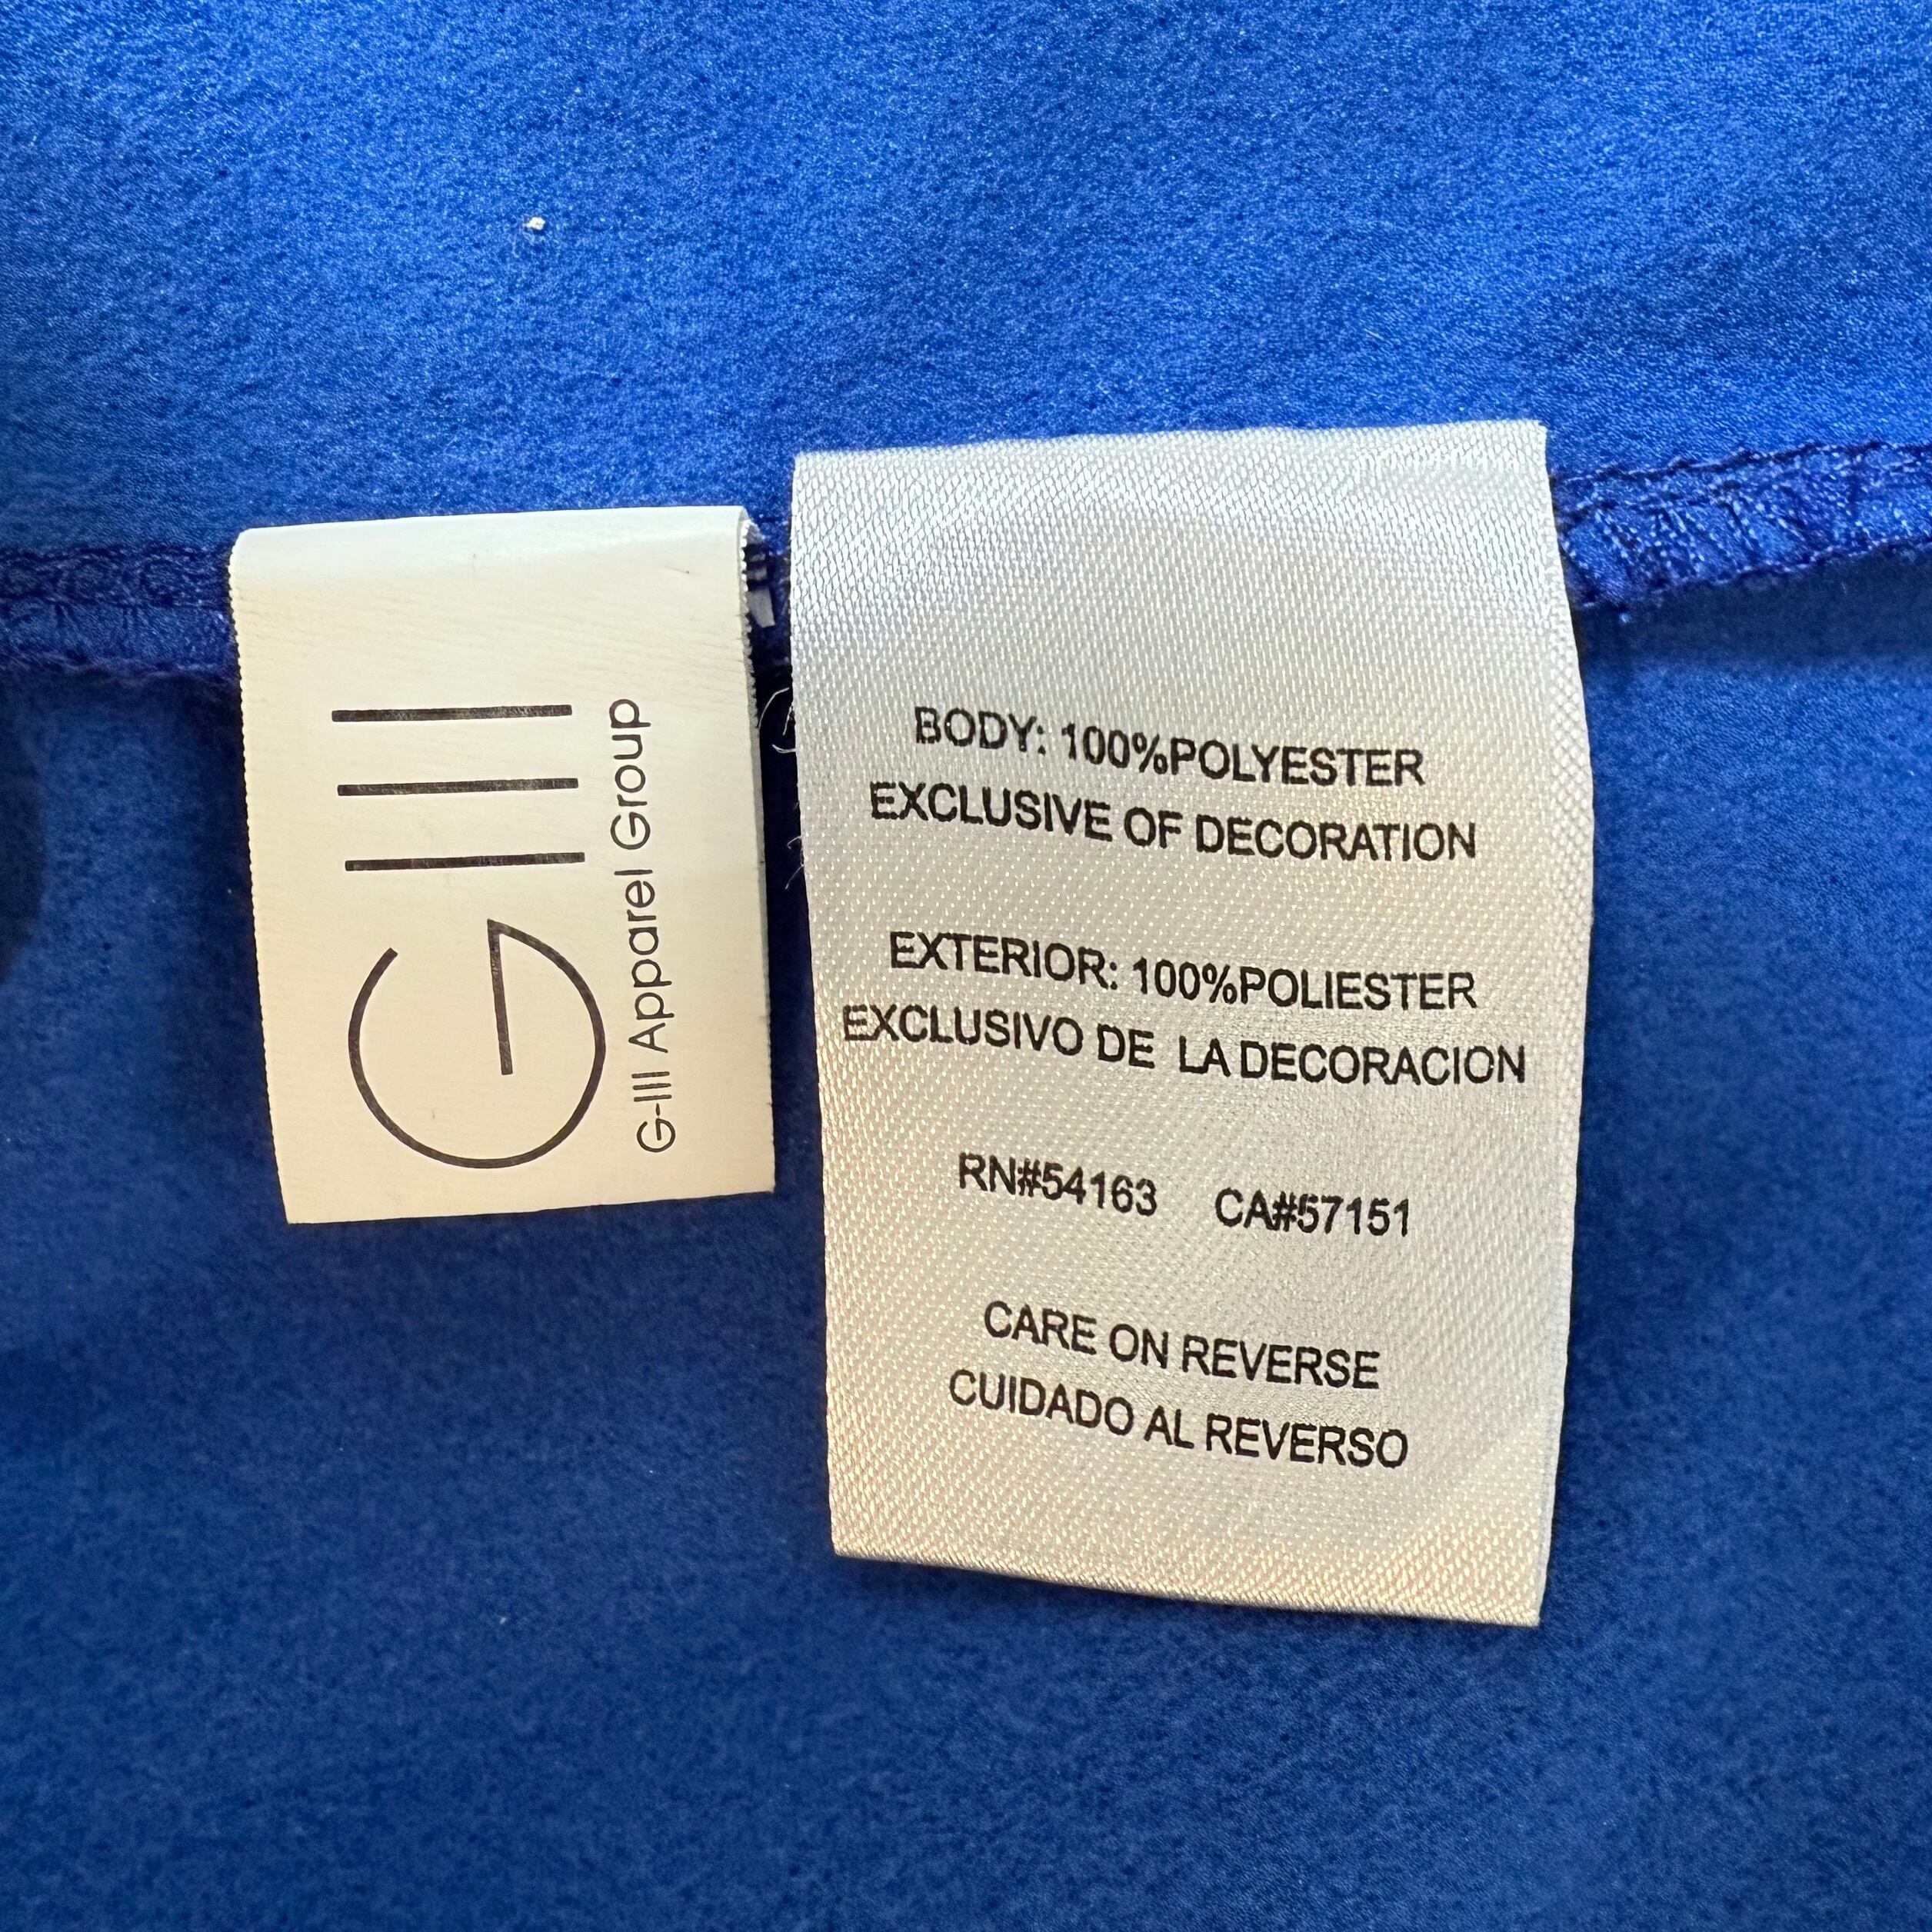 GIII
G-III Apparel Group
BODY: 100%POLYESTER
EXCLUSIVE OF DECORATION
EXTERIOR: 100%POLIESTER
EXCLUSIVO DE LA DECORACION
RN#54163 CA#57151
CARE ON REVERSE
CUIDADO AL REVERSO